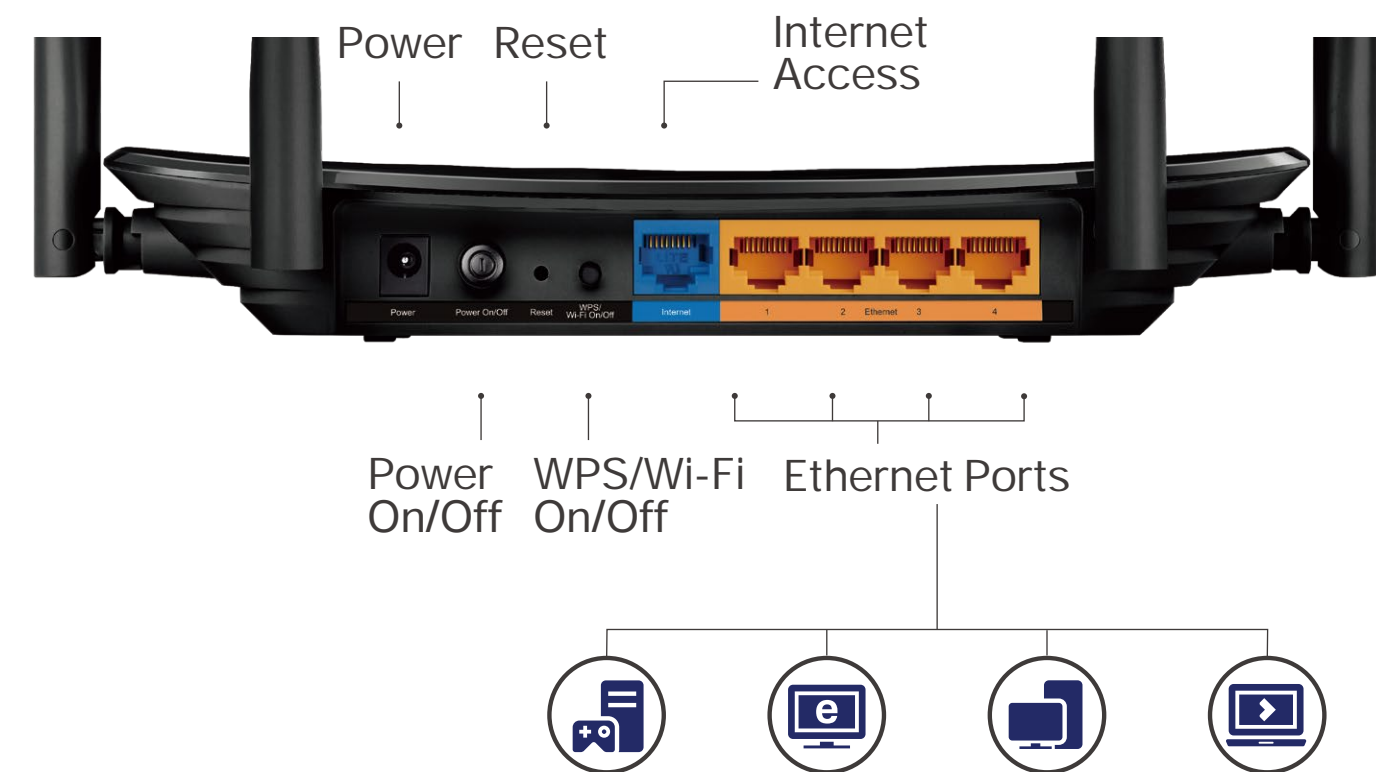 Power
Reset
Internet
Access
Power
Power On/Off
Reset
WPS/
Wi-Fi On/Off
Internet
1
2
Ethernet
3
4
Power
On/Off
WPS/Wi-Fi
On/Off
Ethernet Ports
e